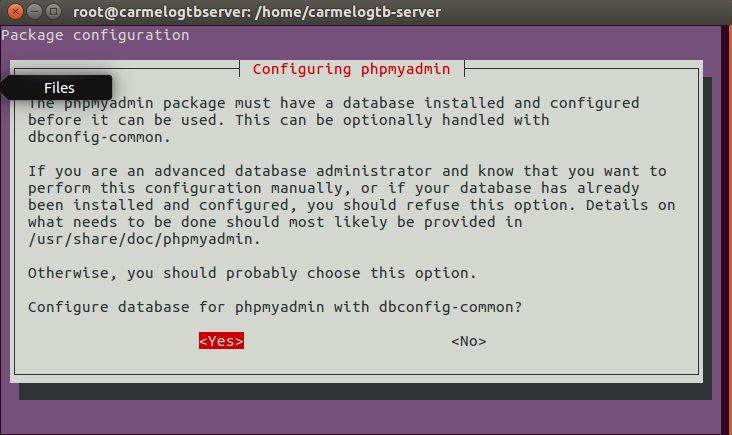 root@carmelogtbserver: /home/carmelogtb-server
Package configuration
Configuring phpmyadmin
Files
The phpmyadmin package must have a database installed and configured
before it can be used. This can be optionally handled with
dbconfig-common.
If you are an advanced database administrator and know that you want to
perform this configuration manually, or if your database has already
been installed and configured, you should refuse this option. Details on
what needs to be done should most likely be provided in
/usr/share/doc/phpmyadmin.
Otherwise, you should probably choose this option.
Configure database for phpmyadmin with dbconfig-common?
<Yes> <No>